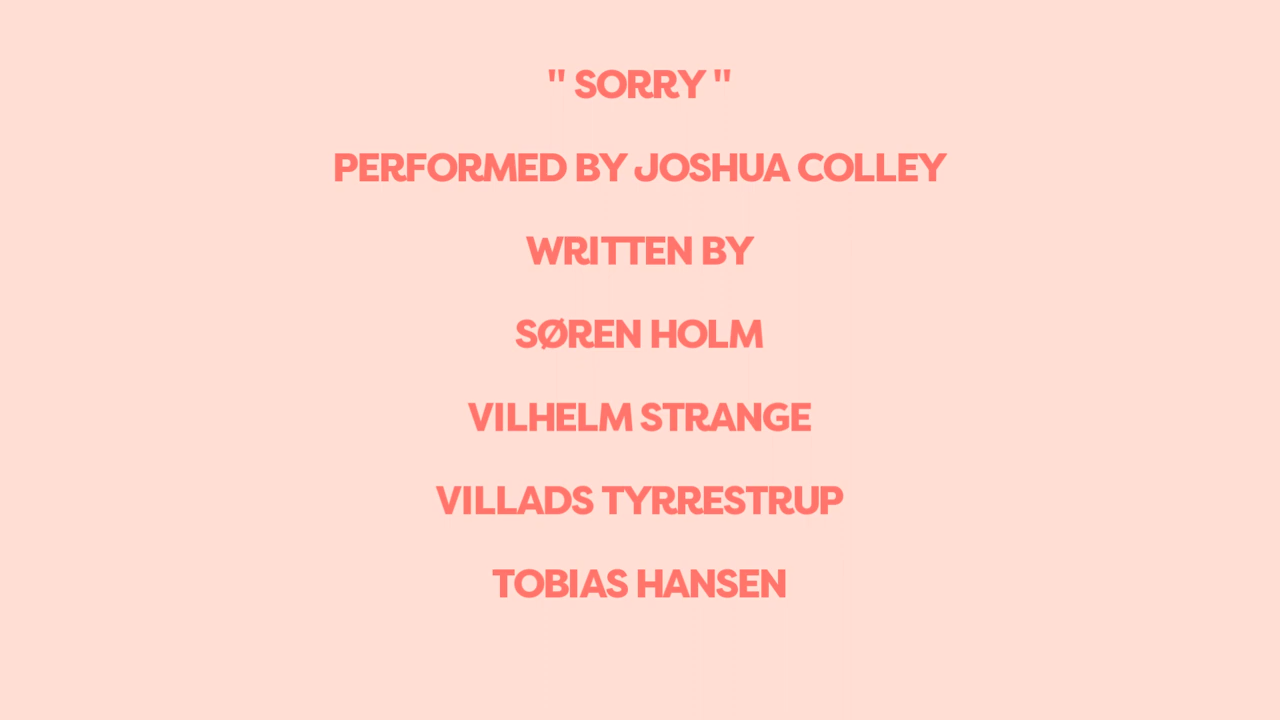 " SORRY "
PERFORMED BY JOSHUA COLLEY
WRITTEN BY
SØREN HOLM
VILHELM STRANGE
VILLADS TYRRESTRUP
TOBIAS HANSEN